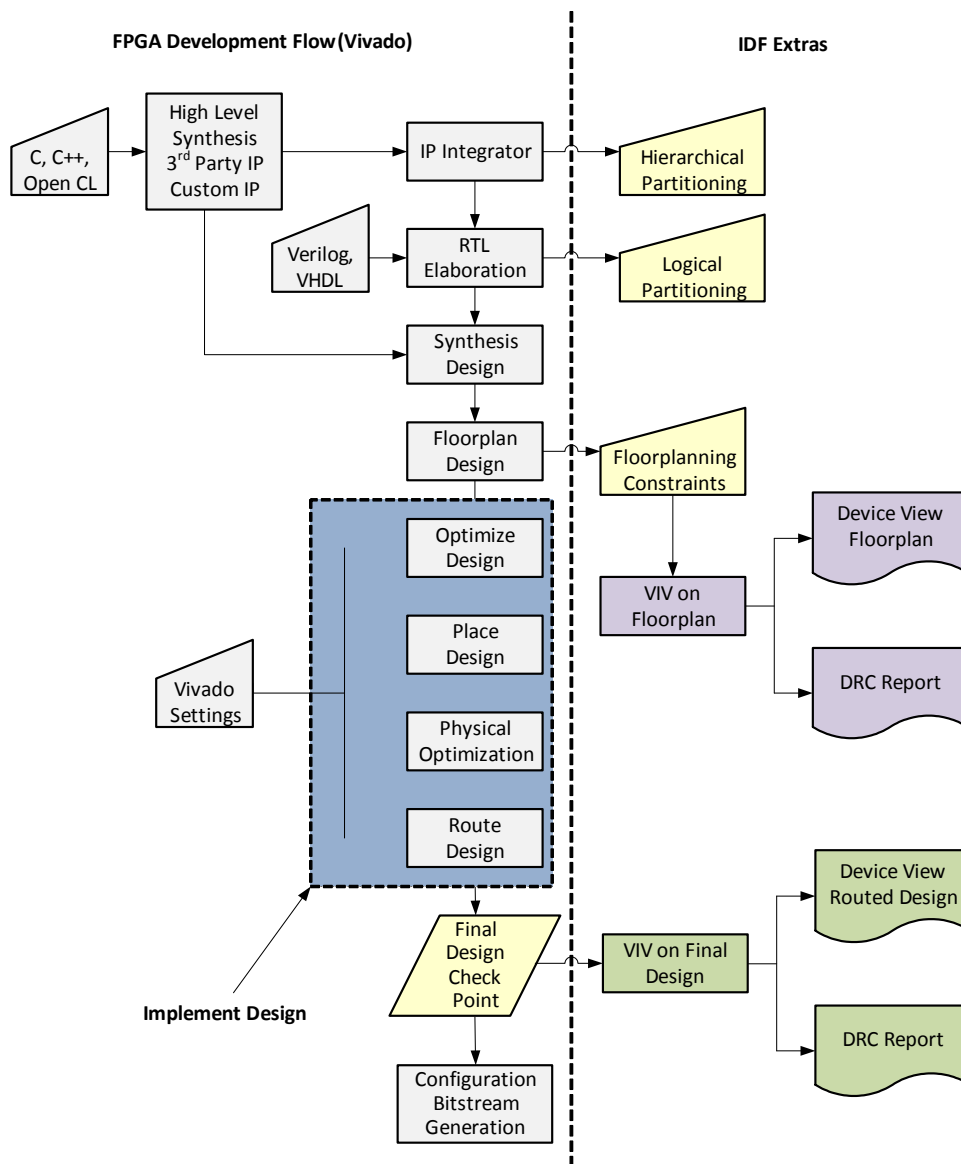 FPGA Development Flow(Vivado)
IDF Extras
C, C++,
Open CL
High Level
Synthesis
3rd Party IP
Custom IP
IP Integrator
Hierarchical
Partitioning
Verilog,
VHDL
RTL
Elaboration
Logical
Partitioning
Synthesis
Design
Floorplan
Design
Floorplanning
Constraints
Optimize
Design
Device View
Floorplan
VIV on
Floorplan
Place
Design
Vivado
Settings
DRC Report
Physical
Optimization
Route
Design
Device View
Routed Design
Final
Design
Check
Point
VIV on Final
Design
Implement Design
DRC Report
Configuration
Bitstream
Generation